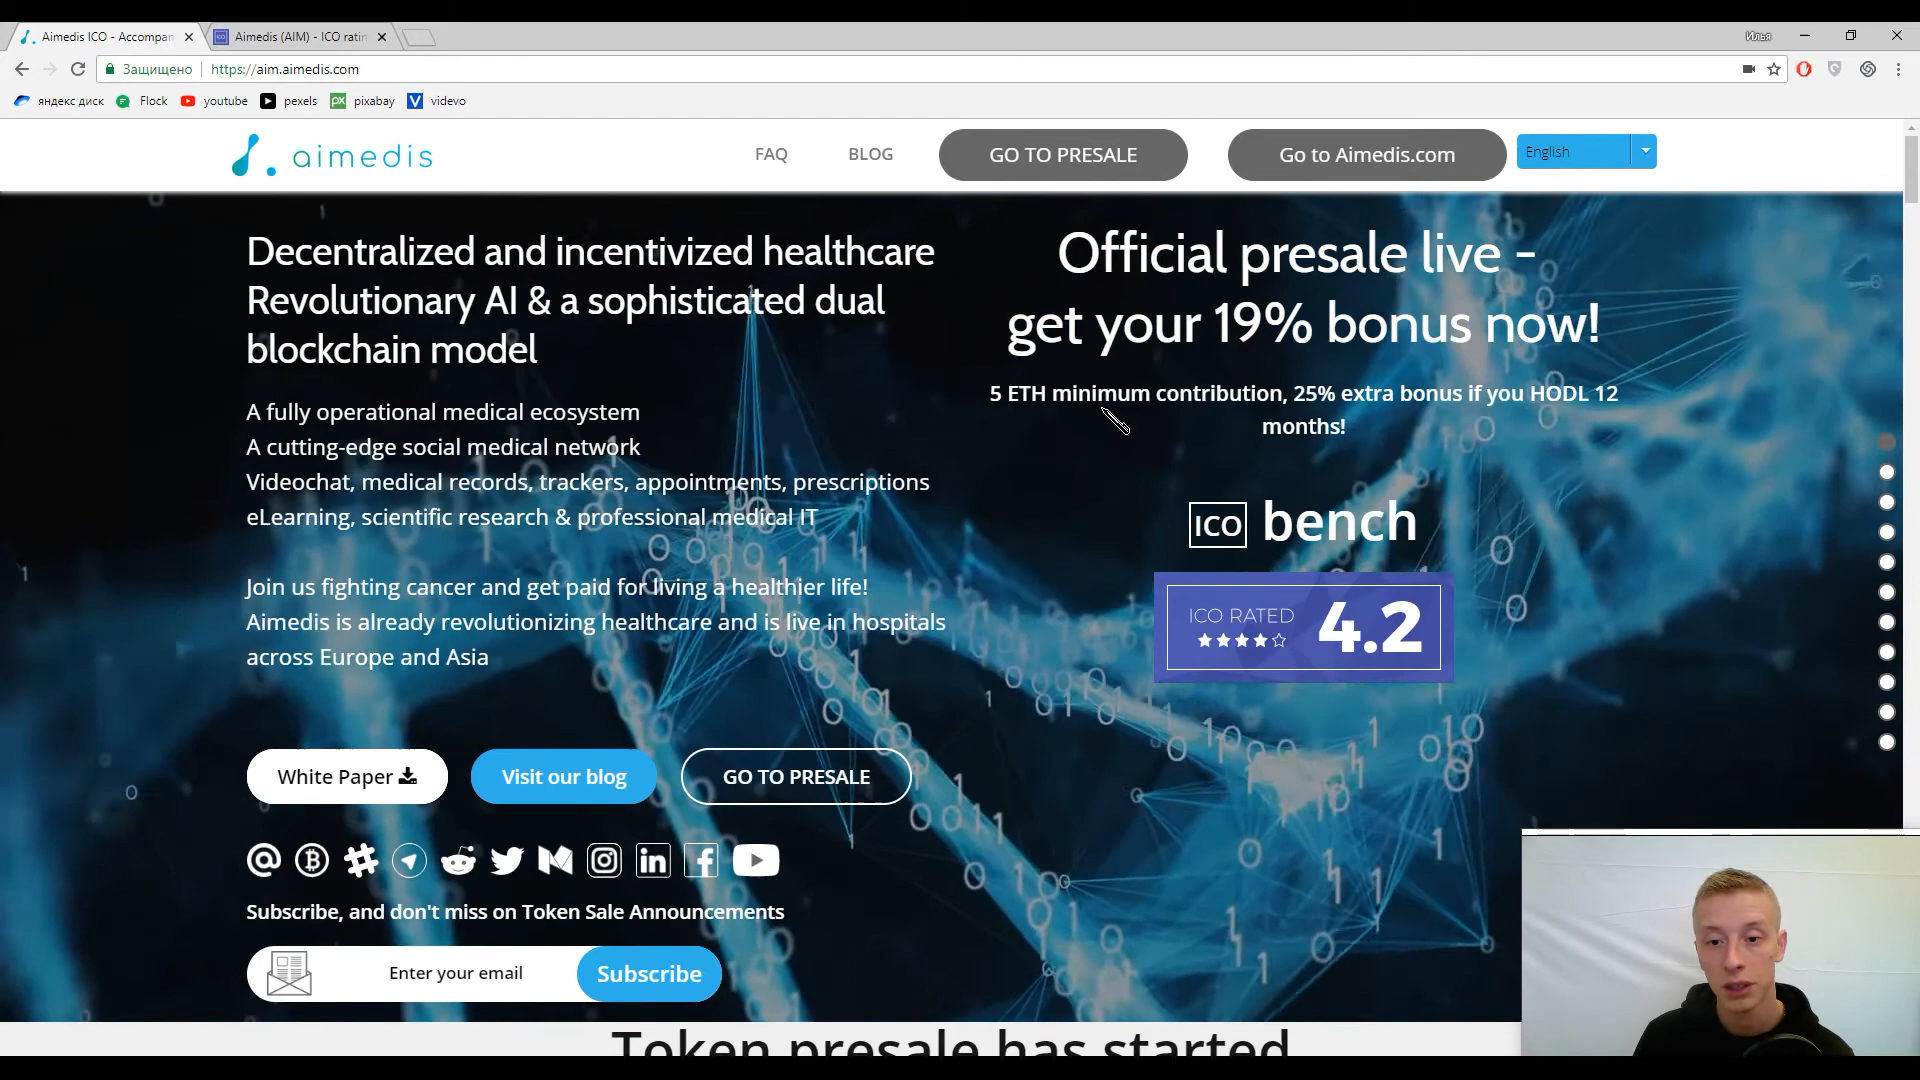 Aimedis ICO - Accompan
Aimedis (AIM) - ICO ratin
Илья
Защищено
https://aim.aimedis.com
яндекс диск
Flock
youtube
pexels
px
pixabay
V
videvo
aimedis
FAQ
BLOG
GO TO PRESALE
Go to Aimedis.com
English
Decentralized and incentivized healthcare
Revolutionary AI & a sophisticated dual
blockchain model
A fully operational medical ecosystem
A cutting-edge social medical network
Videochat, medical records, trackers, appointments, prescriptions
eLearning, scientific research & professional medical IT
Join us fighting cancer and get paid for living a healthier life!
Aimedis is already revolutionizing healthcare and is live in hospitals
across Europe and Asia
Official presale live -
get your 19% bonus now!
5 ETH minimum contribution, 25% extra bonus if you HODL 12
months!
ICO bench
ICO RATED
4.2
White Paper
Visit our blog
GO TO PRESALE
Subscribe, and don't miss on Token Sale Announcements
Enter your email
Subscribe
Token presale has started